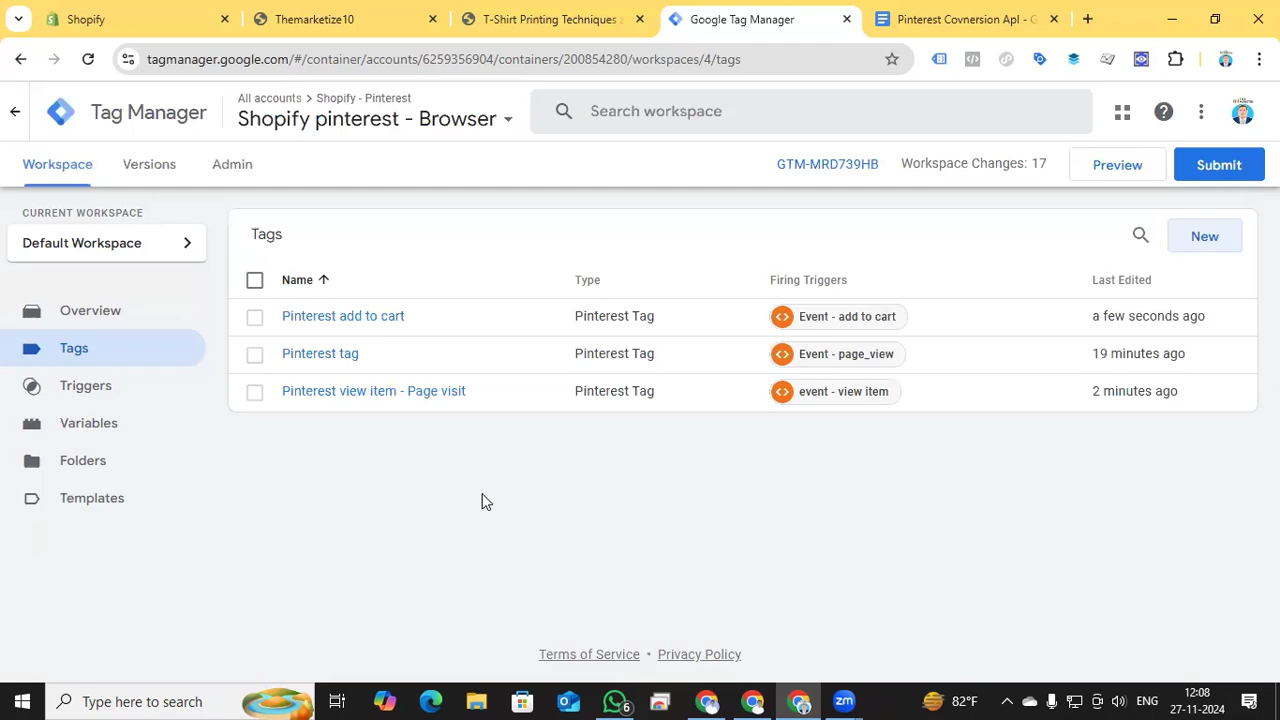 Shopify
Themarketize10
T-Shirt Printing Techniques
Google Tag Manager
Pinterest Covnersion ApI - G
tagmanager.google.com/#/container/accounts/6259356904/containers/200854280/workspaces/4/tags
Tag Manager
All accounts > Shopify - Pinterest
Shopify pinterest - Browser
Search workspace
Workspace
Versions
Admin
GTM-MRD739HB
Workspace Changes: 17
Preview
Submit
CURRENT WORKSPACE
Default Workspace
Overview
Tags
Triggers
Variables
Folders
Templates
Tags
New
Name Type Firing Triggers Last Edited
Pinterest add to cart Pinterest Tag Event - add to cart a few seconds ago
Pinterest tag Pinterest Tag Event - page_view 19 minutes ago
Pinterest view item - Page visit Pinterest Tag event - view item 2 minutes ago
Terms of Service • Privacy Policy
Type here to search
6
82°F
ENG
12:08
27-11-2024